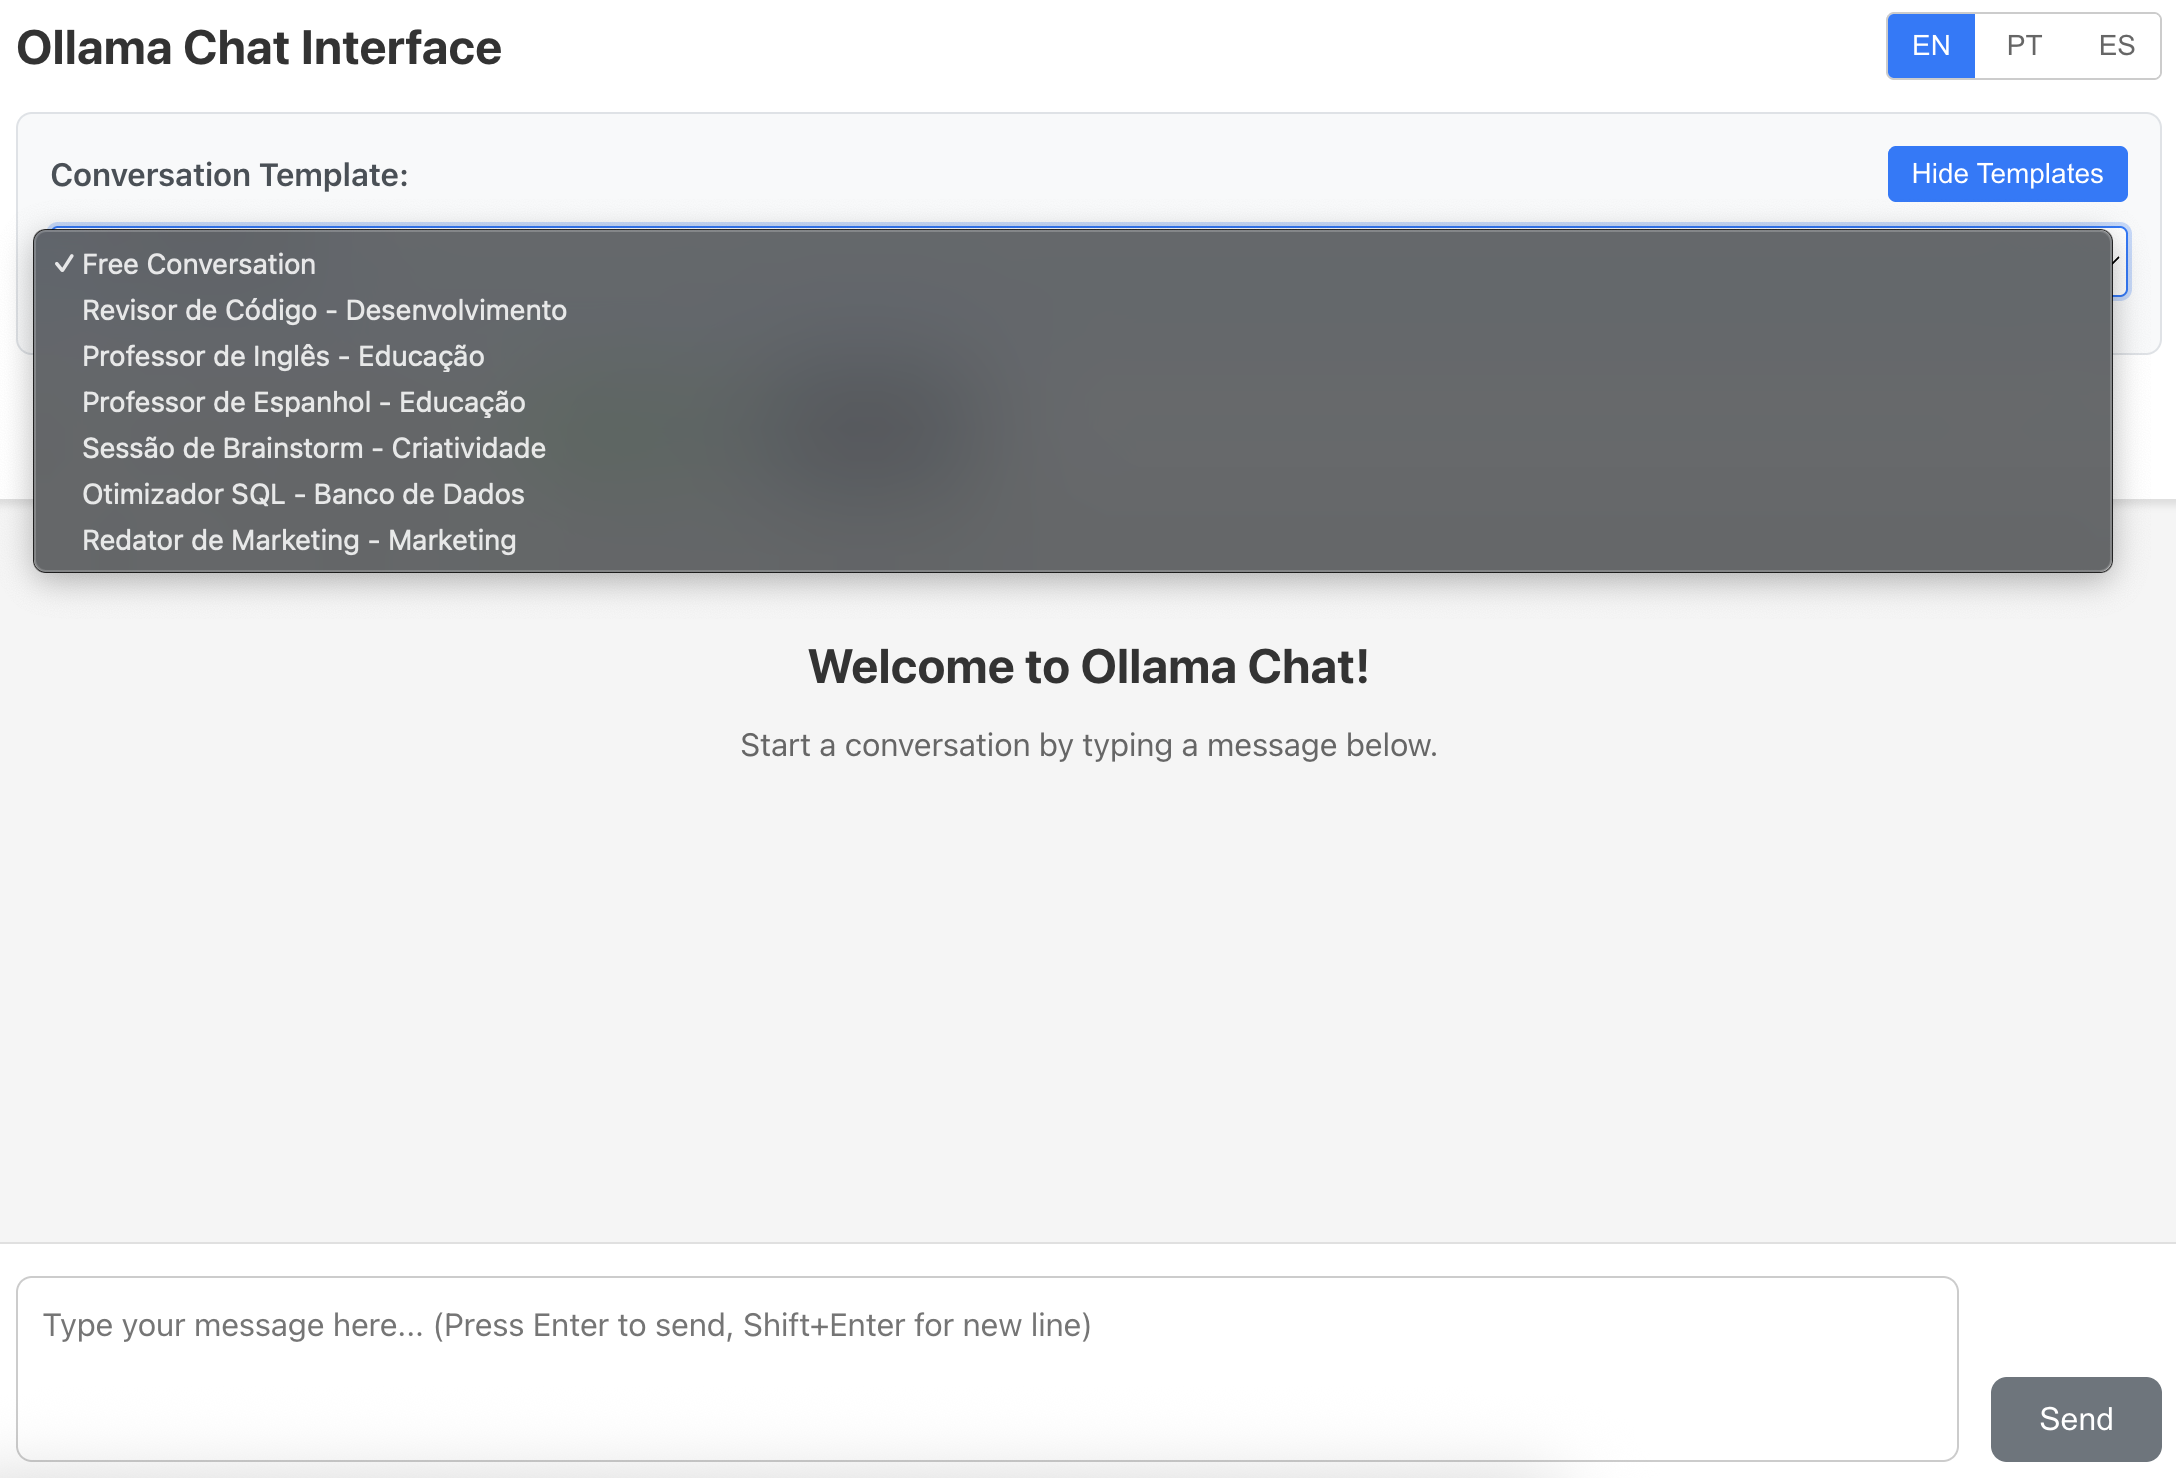 Ollama Chat Interface
EN PT ES
Conversation Template:
Hide Templates
✓ Free Conversation
Revisor de Código - Desenvolvimento
Professor de Inglês - Educação
Professor de Espanhol - Educação
Sessão de Brainstorm - Criatividade
Otimizador SQL - Banco de Dados
Redator de Marketing - Marketing
Welcome to Ollama Chat!
Start a conversation by typing a message below.
Type your message here... (Press Enter to send, Shift+Enter for new line)
Send